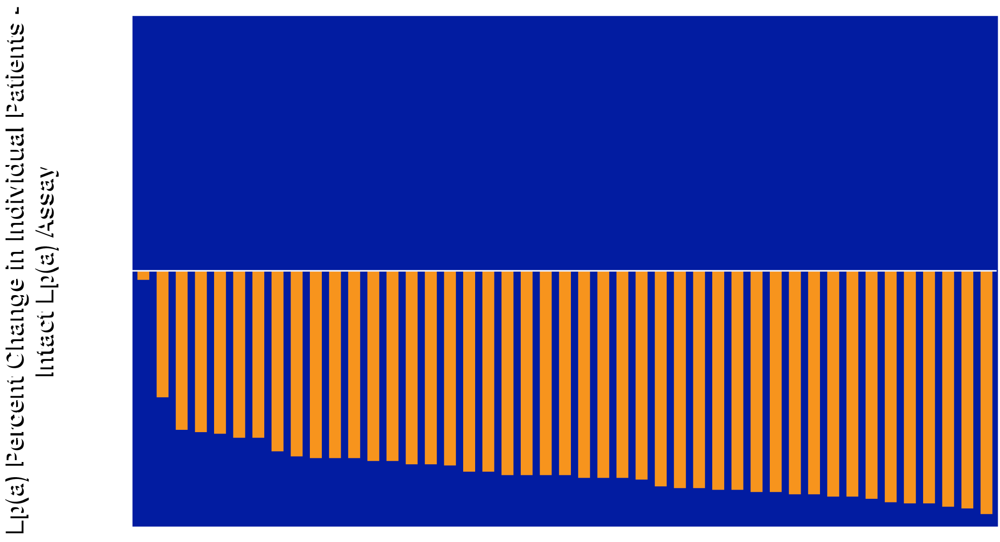 Lp(a) Percent Change in Individual Patients -
Intact Lp(a) Assay